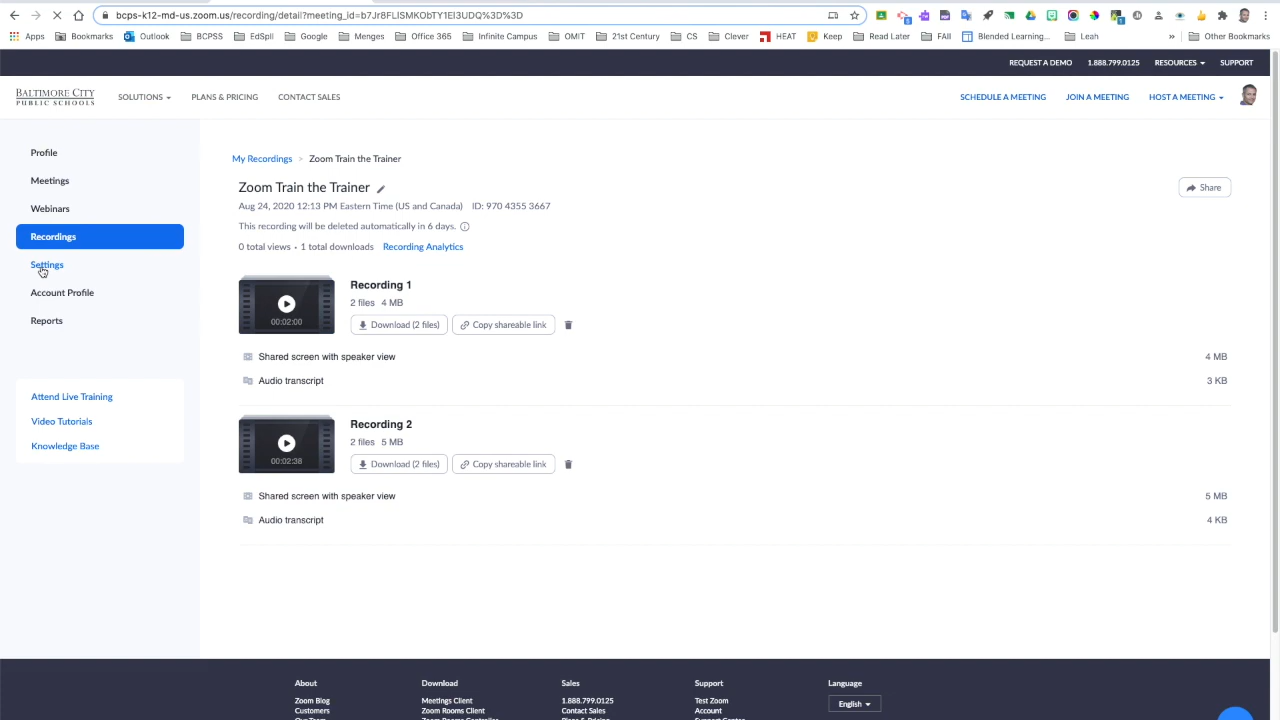 bcps-k12-md-us.zoom.us/recording/detail?meeting_id=b7Jr8FLISMKObTY1EI3UDQ%3D%3D
Apps Bookmarks Outlook BCPSS EdSpll Google Menges Office 365 Infinite Campus OMIT 21st Century CS Clever HEAT Keep Read Later FAII Blended Learning... Leah » Other Bookmarks
REQUEST A DEMO 1.888.799.0125 RESOURCES SUPPORT
BALTIMORE CITY
PUBLIC SCHOOLS
SOLUTIONS PLANS & PRICING CONTACT SALES SCHEDULE A MEETING JOIN A MEETING HOST A MEETING
Profile
Meetings
Webinars
Recordings
Settings
Account Profile
Reports
Attend Live Training
Video Tutorials
Knowledge Base
My Recordings > Zoom Train the Trainer
Zoom Train the Trainer
Share
Aug 24, 2020 12:13 PM Eastern Time (US and Canada) ID: 970 4355 3667
This recording will be deleted automatically in 6 days.
0 total views • 1 total downloads Recording Analytics
Recording 1
2 files 4 MB
00:02:00
Download (2 files) Copy shareable link
Shared screen with speaker view 4 MB
Audio transcript 3 KB
Recording 2
2 files 5 MB
00:02:38
Download (2 files) Copy shareable link
Shared screen with speaker view 5 MB
Audio transcript 4 KB
About Download Sales Support Language
Zoom Blog Meetings Client 1.888.799.0125 Test Zoom English
Customers Zoom Rooms Client Contact Sales Account